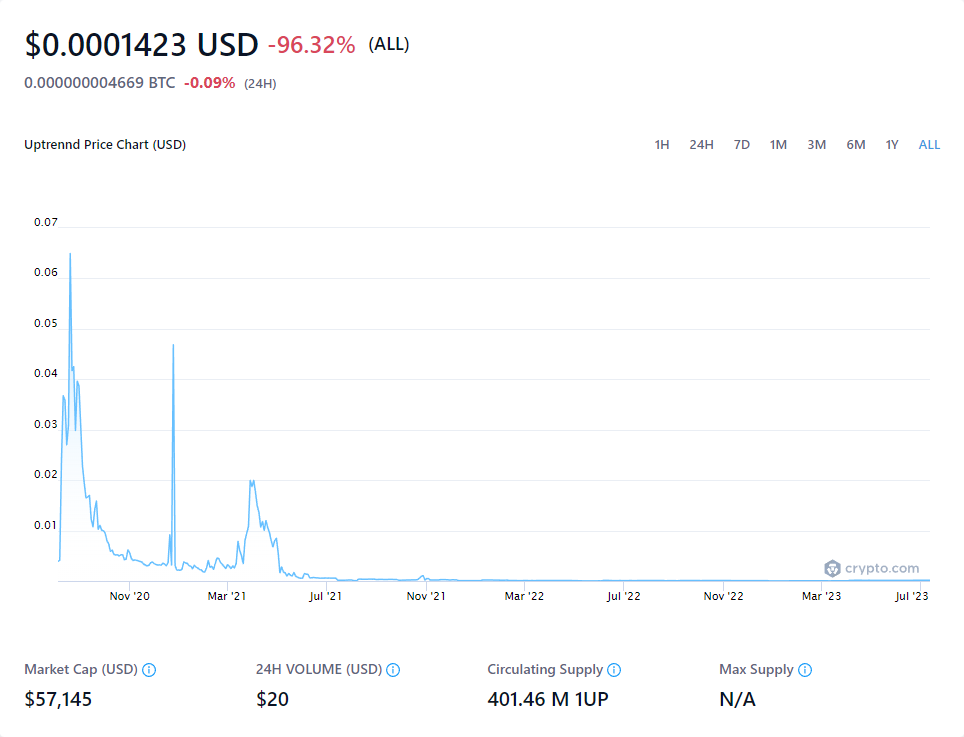 $0.0001423 USD -96.32% (ALL)
0.000000004669 BTC -0.09% (24H)
Uptrennd Price Chart (USD) 1H 24H 7D 1M 3M 6M 1Y ALL
0.07
0.06
0.05
0.04
0.03
0.02
0.01
crypto.com
Nov '20 Mar '21 Jul '21 Nov '21 Mar '22 Jul '22 Nov '22 Mar '23 Jul '23
Market Cap (USD) 24H VOLUME (USD) Circulating Supply Max Supply
$57,145 $20 401.46 M 1UP N/A